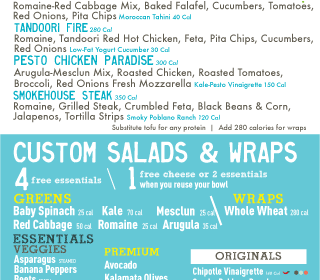 Romaine-Red Cabbage Mix, Baked Falafel, Cucumbers, Tomatoes,
Red Onions, Pita Chips Moroccan Tahini 40 Cal
TANDOORI FIRE 280 Cal
Romaine, Tandoori Red Hot Chicken, Feta, Pita Chips, Cucumbers,
Red Onions Low-Fat Yogurt Cucumber 30 Cal
PESTO CHICKEN PARADISE 300 Cal
Arugula-Mesclun Mix, Roasted Chicken, Roasted Tomatoes,
Broccoli, Red Onions Fresh Mozzarella Kale-Pesto Vinaigrette 150 Cal
SMOKEHOUSE STEAK 350 Cal
Romaine, Grilled Steak, Crumbled Feta, Black Beans & Corn,
Jalapenos, Tortilla Strips Smoky Poblano Ranch 120 Cal
Substitute tofu for any protein | Add 280 calories for wraps
CUSTOM SALADS & WRAPS
4 free essentials \ 1 free cheese or 2 essentials
when you reuse your bowl
GREENS
Baby Spinach 25 cal Kale 70 cal Mesclun 25 cal
Red Cabbage 50 cal Romaine 25 cal Arugula 35 cal
WRAPS
Whole Wheat 280 cal
ESSENTIALS
VEGGIES
Asparagus STEAMED
Banana Peppers
PREMIUM
Avocado
Kalamata Olives
ORIGINALS
Chipotle Vinaigrette